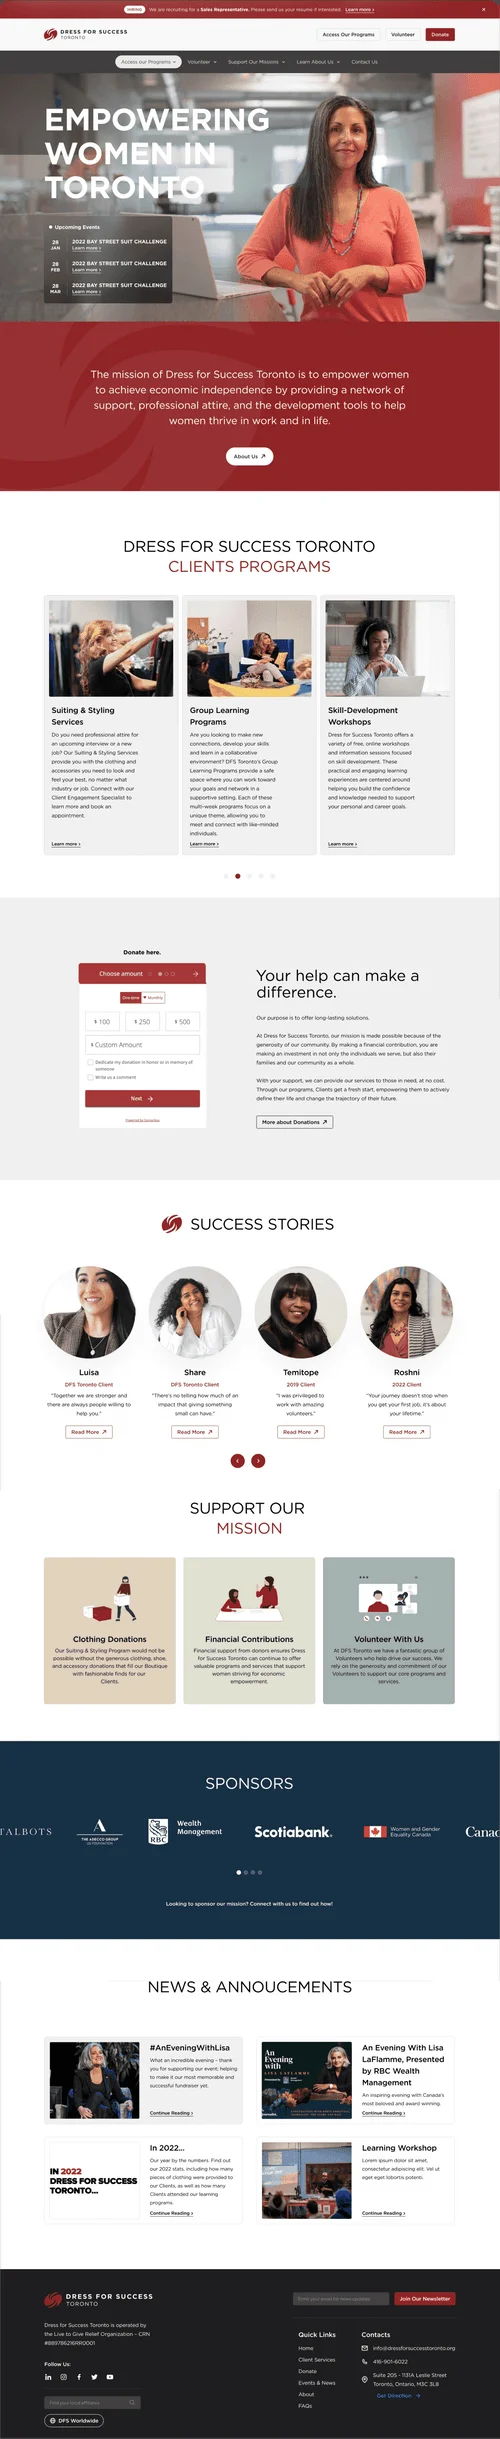 HIRING We are recruiting for a Sales Representative. Please send us your resume if interested. Learn more >
DRESS FOR SUCCESS
TORONTO
Access Our Programs
Volunteer
Donate
Access our Programs
Volunteer
Support Our Missions
Learn About Us
Contact Us
EMPOWERING
WOMEN IN
TORONTO
Upcoming Events
28
JAN
2022 BAY STREET SUIT CHALLENGE
Learn more >
28
FEB
2022 BAY STREET SUIT CHALLENGE
Learn more >
28
MAR
2022 BAY STREET SUIT CHALLENGE
Learn more >
The mission of Dress for Success Toronto is to empower women
to achieve economic independence by providing a network of
support, professional attire, and the development tools to help
women thrive in work and in life.
About Us
DRESS FOR SUCCESS TORONTO
CLIENTS PROGRAMS
Suiting & Styling
Services
Do you need professional attire for
an upcoming interview or a new
job? Our Suiting & Styling Services
provide you with the clothing and
accessories you need to look and
feel your best, no matter what
industry or job. Connect with our
Client Engagement Specialist to
learn more and book an
appointment.
Learn more >
Group Learning
Programs
Are you looking to make new
connections, develop your skills
and learn in a collaborative
environment? DFS Toronto's Group
Learning Programs provide a safe
space where you can work toward
your goals and network in a
supportive setting. Each of these
multi-week programs focus on a
unique theme, allowing you to
meet and connect with like-minded
individuals.
Learn more >
Skill-Development
Workshops
Dress for Success Toronto offers a
variety of free, online workshops
and information sessions focused
on skill development. These
practical and engaging learning
experiences are centered around
helping you build the confidence
and knowledge needed to support
your personal and career goals.
Learn more >
Donate here.
Choose amount
One-time
Monthly
$ 100
$ 250
$ 500
$ Custom Amount
Dedicate my donation in honor or in memory of
someone
Write us a comment
Next
Powered by Donorbox
Your help can make a
difference.
Our purpose is to offer long-lasting solutions.
At Dress for Success Toronto, our mission is made possible because of the
generosity of our community. By making a financial contribution, you are
making an investment in not only the individuals we serve, but also their
families and our community as a whole.
With your support, we can provide our services to those in need, at no cost.
Through our programs, Clients get a fresh start, empowering them to actively
define their life and change the trajectory of their future.
More about Donations
SUCCESS STORIES
Luisa
DFS Toronto Client
"Together we are stronger and
there are always people willing to
help you."
Read More
Share
DFS Toronto Client
"There's no telling how much of an
impact that giving something
small can have."
Read More
Temitope
2019 Client
"I was privileged to
work with amazing
volunteers."
Read More
Roshni
2022 Client
"Your journey doesn't stop when
you get your first job, it's about
your lifetime."
Read More
SUPPORT OUR
MISSION
Clothing Donations
Our Suiting & Styling Program would not be
possible without the generous clothing, shoe,
and accessory donations that fill our Boutique
with fashionable finds for our
Clients.
Financial Contributions
Financial support from donors ensures Dress
for Success Toronto can continue to offer
valuable programs and services that support
women striving for economic
empowerment.
Volunteer With Us
At DFS Toronto we have a fantastic group of
Volunteers who help drive our success. We
rely on the generosity and commitment of our
Volunteers to support our core programs and
services.
SPONSORS
TALBOTS
A
THE ADECCO GROUP
RBC
Wealth
Management
Scotiabank
Women and Gender
Equality Canada
Canad
Looking to sponsor our mission? Connect with us to find out how!
NEWS & ANNOUCEMENTS
#AnEveningWithLisa
What an incredible evening - thank
you for supporting our event; helping
to make it our most memorable and
successful fundraiser yet.
Continue Reading >
An
Evening
with
LISA LAFLAMME
An Evening With Lisa
LaFlamme, Presented
by RBC Wealth
Management
An inspiring evening with Canada's
most beloved and award winning.
Continue Reading >
IN 2022
DRESS FOR SUCCESS
TORONTO...
In 2022...
Our year by the numbers. Find out
our 2022 stats, including how many
pieces of clothing were provided to
our Clients, as well as how many
Clients attended our learning
programs.
Continue Reading >
Learning Workshop
Lorem ipsum dolor sit amet,
consectetur adipiscing elit. Vel ut
eget eget lobortis potenti.
Continue Reading >
DRESS FOR SUCCESS
TORONTO
Dress for Success Toronto is operated by
the Live to Give Relief Organization - CRN
#889786216RR0001
Follow Us:
Find your local affiliates
DFS Worldwide
Enter your email for news updates
Join Our Newsletter
Quick Links
Home
Client Services
Donate
Events & News
About
FAQs
Contacts
info@dressforsuccesstoronto.org
416-901-6022
Suite 205 - 1131A Leslie Street
Toronto, Ontario, M3C 3L8
Get Direction